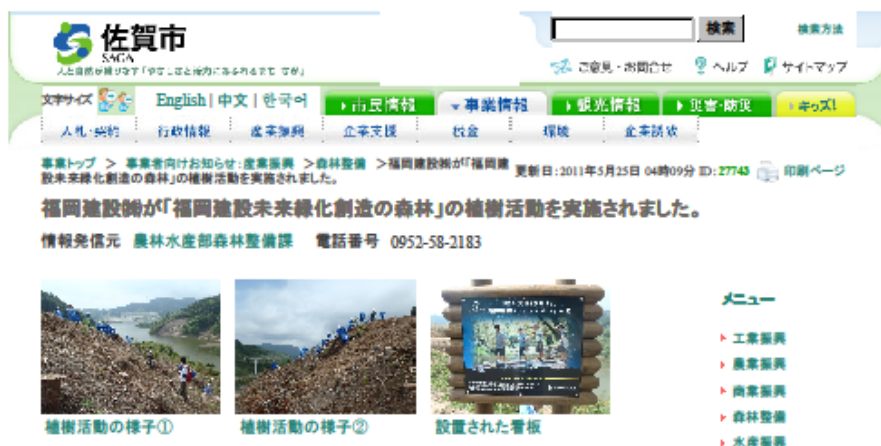 佐賀市
SAGA
検索
検索方法
ご意見・お問合せ
ヘルプ
サイトマップ
文字サイズ
English | 中文 | 한국어
市民情報
事業情報
観光情報
災害・防災
キッズ!
入札・契約
行政情報
産業振興
企業支援
税金
環境
企業誘致
事業トップ > 事業者向けお知らせ:産業振興 >森林整備 >福岡建設㈱が「福岡建
設未来緑化創造の森林」の植樹活動を実施されました。
更新日:2011年5月25日 04時09分 ID:27743
印刷ページ
福岡建設㈱が「福岡建設未来緑化創造の森林」の植樹活動を実施されました。
情報発信元 農林水産部森林整備課 電話番号 0952-58-2183
植樹活動の様子①
植樹活動の様子②
設置された看板
メニュー
工業振興
農業振興
商業振興
森林整備
水産振興